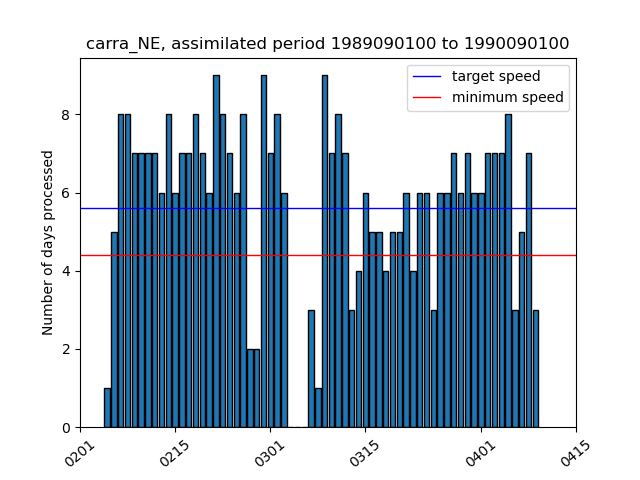 carra_NE, assimilated period 1989090100 to 1990090100
target speed
minimum speed
Number of days processed
8
6
4
2
0
0201
0215
0301
0315
0401
0415